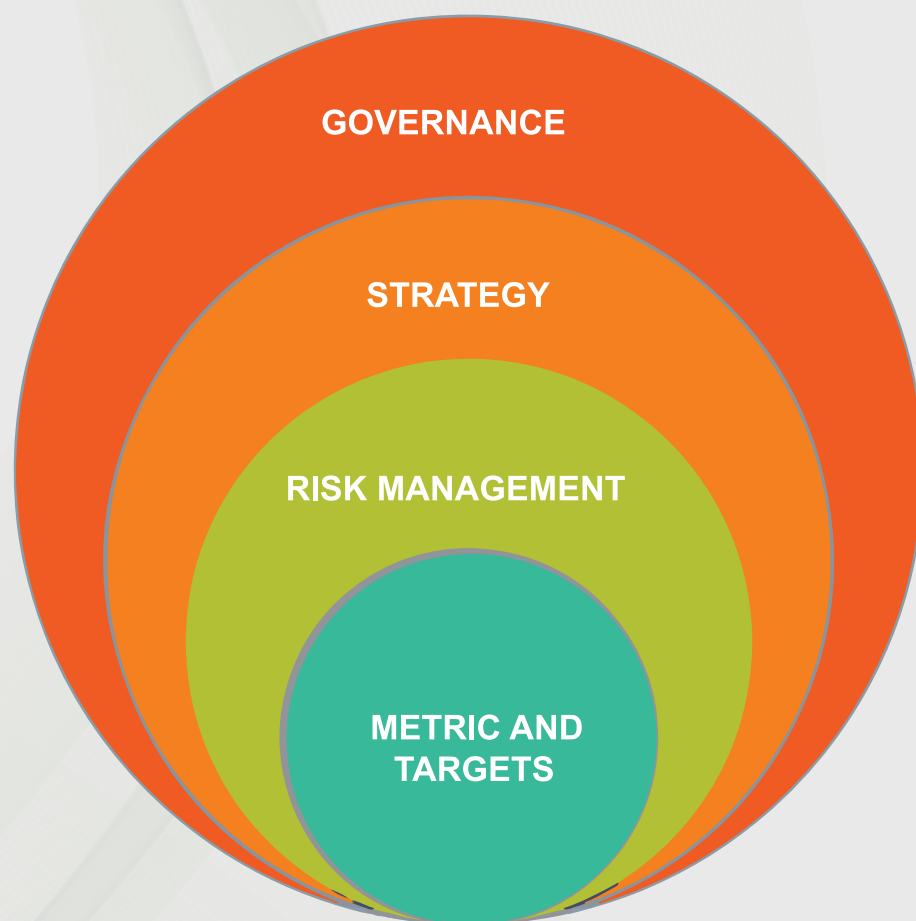 GOVERNANCE
STRATEGY
RISK MANAGEMENT
METRIC AND
TARGETS